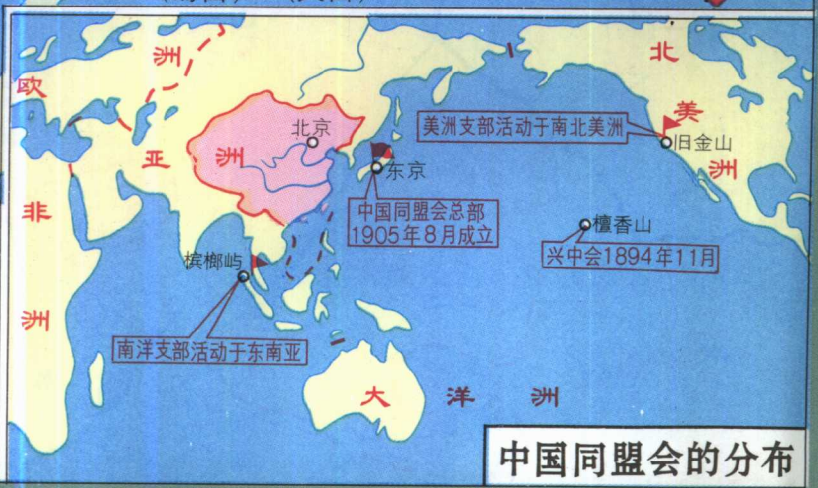 欧
洲
亚洲
非
洲
北
美
洲
大洋洲
北京
东京
旧金山
檀香山
槟榔屿
美洲支部活动于南北美洲
中国同盟会总部
1905年8月成立
兴中会1894年11月
南洋支部活动于东南亚
中国同盟会的分布